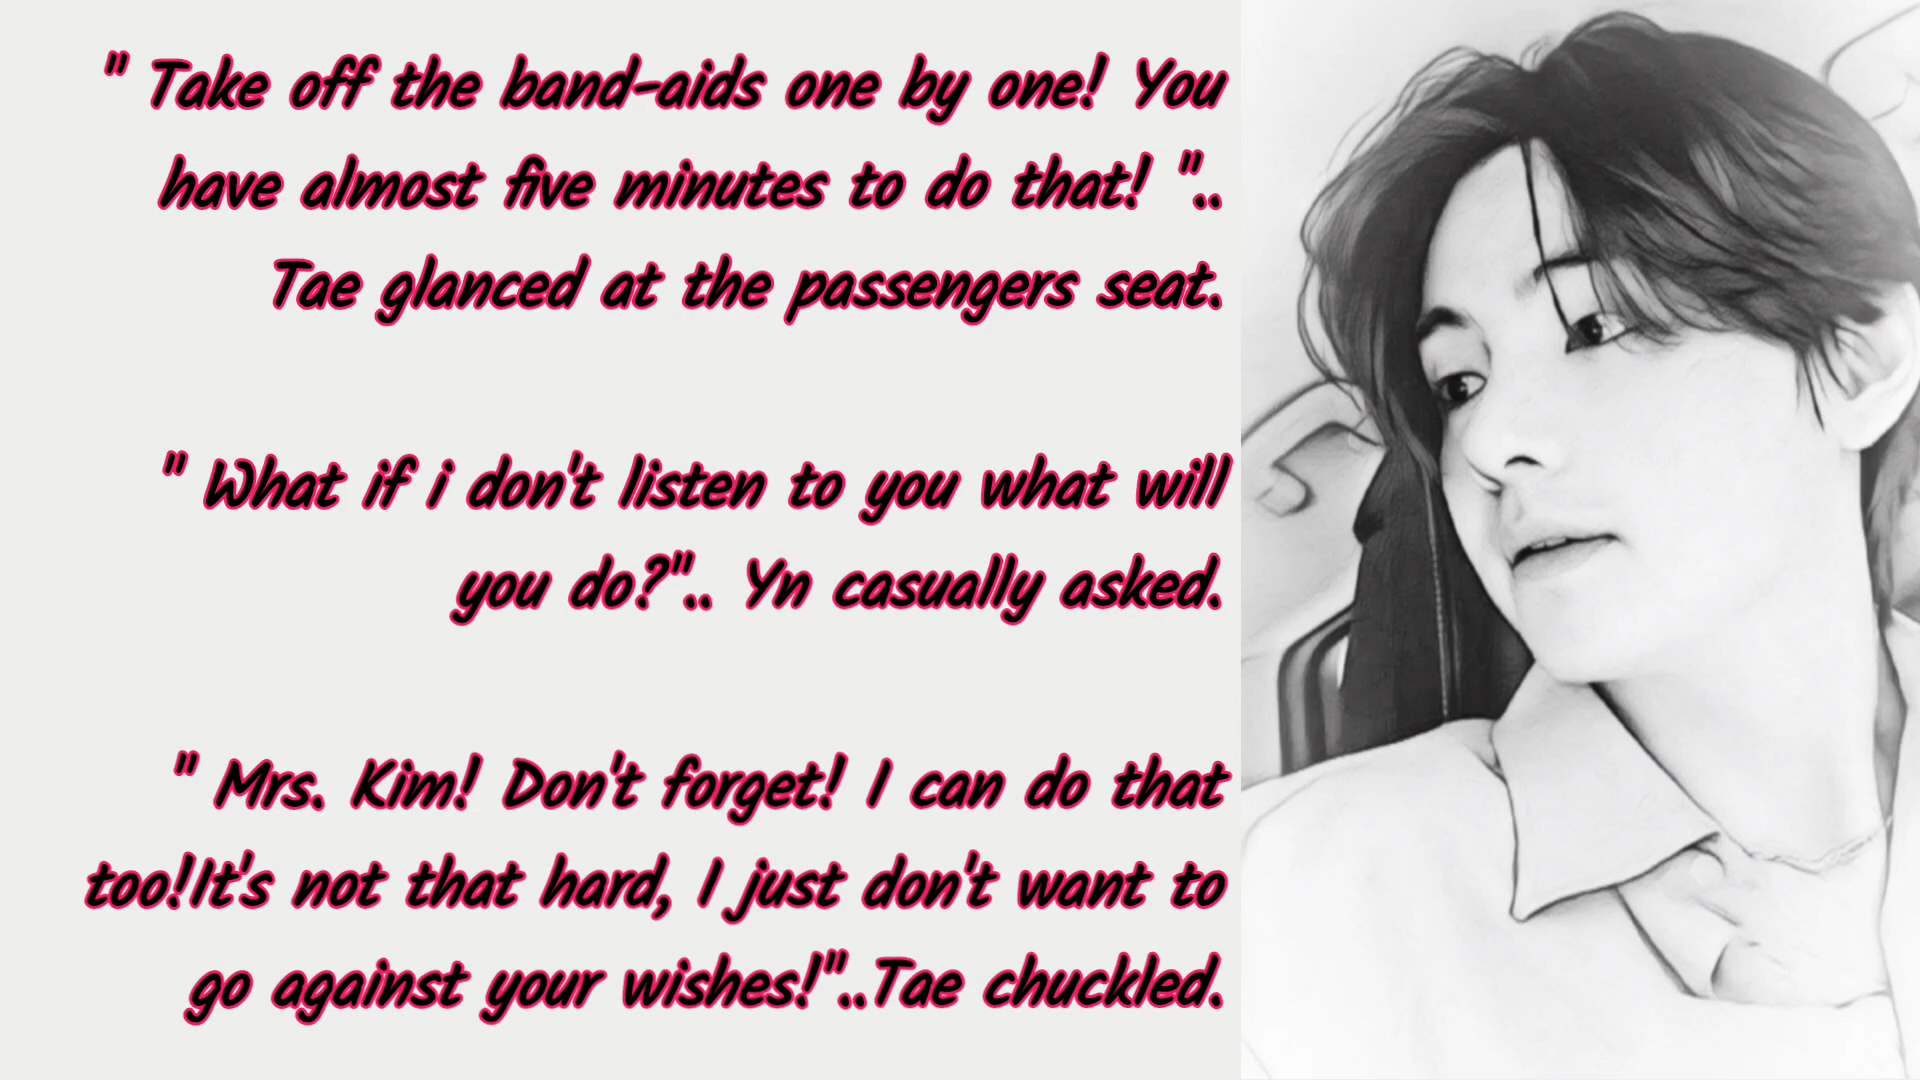 " Take off the band-aids one by one! You
have almost five minutes to do that! "..
Tae glanced at the passengers seat.
" What if i don't listen to you what will
you do?".. Yn casually asked.
" Mrs. Kim! Don't forget! I can do that
too!It's not that hard, I just don't want to
go against your wishes!"..Tae chuckled.